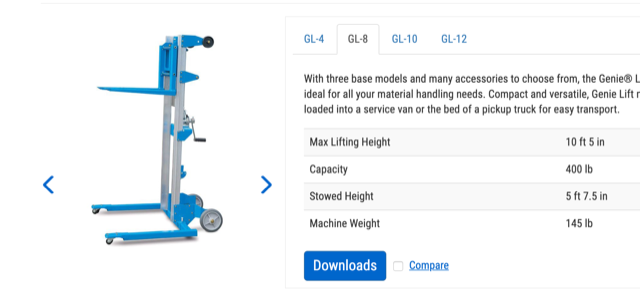 GL-4 GL-8 GL-10 GL-12
With three base models and many accessories to choose from, the Genie®
ideal for all your material handling needs. Compact and versatile, Genie Lift
loaded into a service van or the bed of a pickup truck for easy transport.
Max Lifting Height 10 ft 5 in
Capacity 400 lb
Stowed Height 5 ft 7.5 in
Machine Weight 145 lb
Downloads Compare